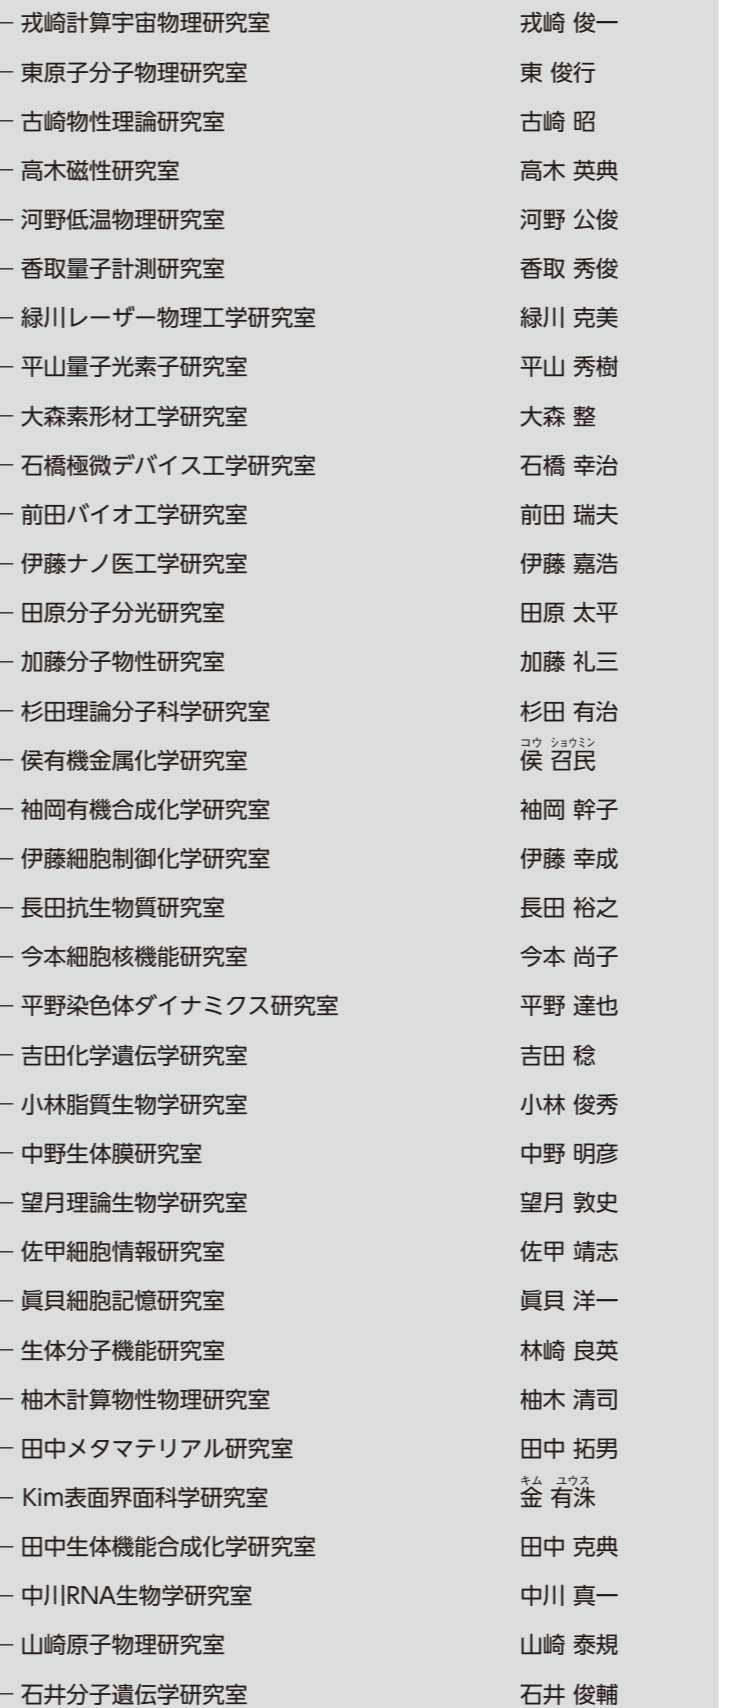 戎崎計算宇宙物理研究室 戎崎 俊一
東原子分子物理研究室 東 俊行
古崎物性理論研究室 古崎 昭
高木磁性研究室 高木 英典
河野低温物理研究室 河野 公俊
香取量子計測研究室 香取 秀俊
緑川レーザー物理工学研究室 緑川 克美
平山量子光素子研究室 平山 秀樹
大森素形材工学研究室 大森 整
石橋極微デバイス工学研究室 石橋 幸治
前田バイオ工学研究室 前田 瑞夫
伊藤ナノ医工学研究室 伊藤 嘉浩
田原分子分光研究室 田原 太平
加藤分子物性研究室 加藤 礼三
杉田理論分子科学研究室 杉田 有治
コウ ショウミン
侯有機金属化学研究室 侯 召民
袖岡有機合成化学研究室 袖岡 幹子
伊藤細胞制御化学研究室 伊藤 幸成
長田抗生物質研究室 長田 裕之
今本細胞核機能研究室 今本 尚子
平野染色体ダイナミクス研究室 平野 達也
吉田化学遺伝学研究室 吉田 稔
小林脂質生物学研究室 小林 俊秀
中野生体膜研究室 中野 明彦
望月理論生物学研究室 望月 敦史
佐甲細胞情報研究室 佐甲 靖志
眞貝細胞記憶研究室 眞貝 洋一
生体分子機能研究室 林崎 良英
柚木計算物性物理研究室 柚木 清司
田中メタマテリアル研究室 田中 拓男
キム ユウス
Kim表面界面科学研究室 金 有洙
田中生体機能合成化学研究室 田中 克典
中川RNA生物学研究室 中川 真一
山崎原子物理研究室 山崎 泰規
石井分子遺伝学研究室 石井 俊輔